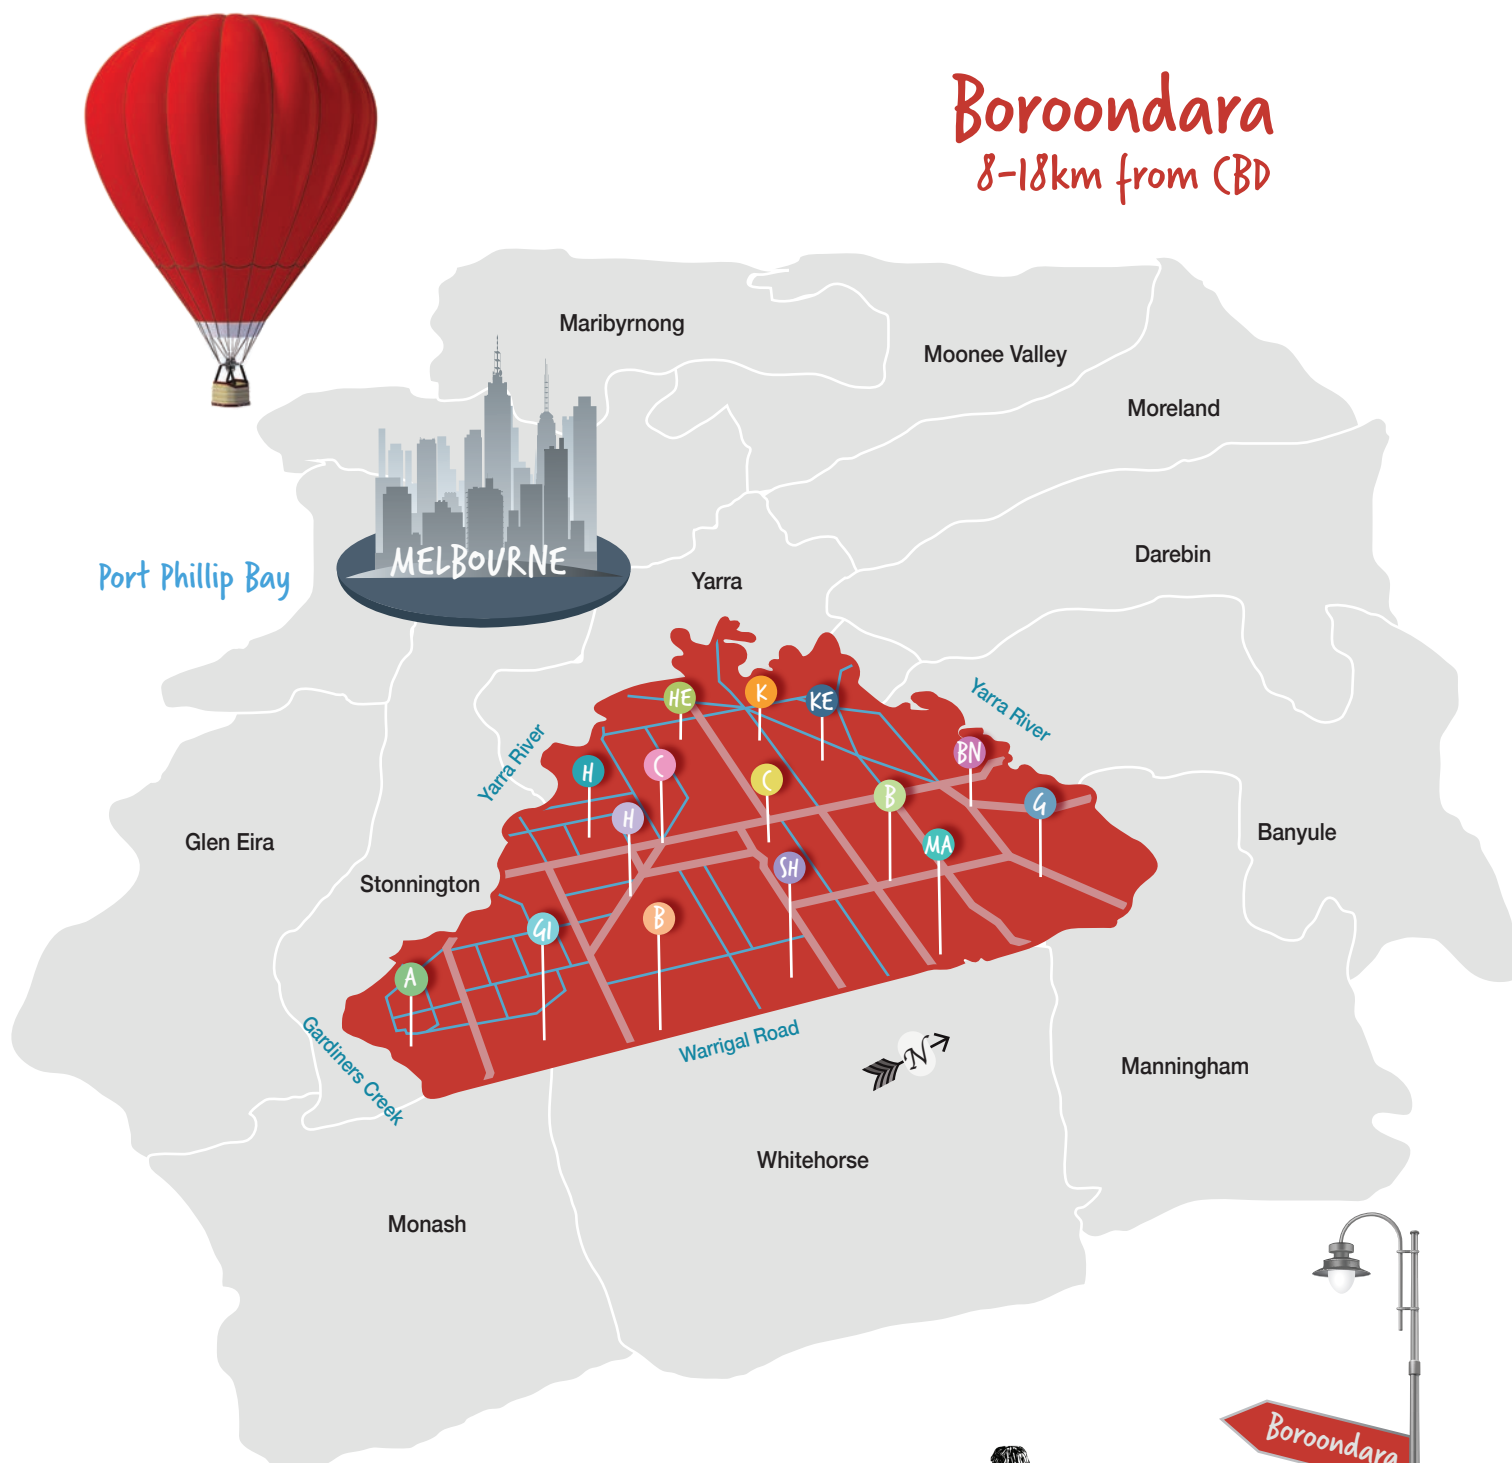 Boroondara
8-18km from CBD
Maribyrnong
Moonee Valley
Moreland
MELBOURNE
Port Phillip Bay
Yarra
Darebin
Yarra River
Yarra River
HE
K
KE
BN
H
C
C
B
G
H
MA
SH
Glen Eira
Stonnington
Banyule
GI
B
A
Gardiners Creek
Warrigal Road
N
Manningham
Whitehorse
Monash
Boroondara